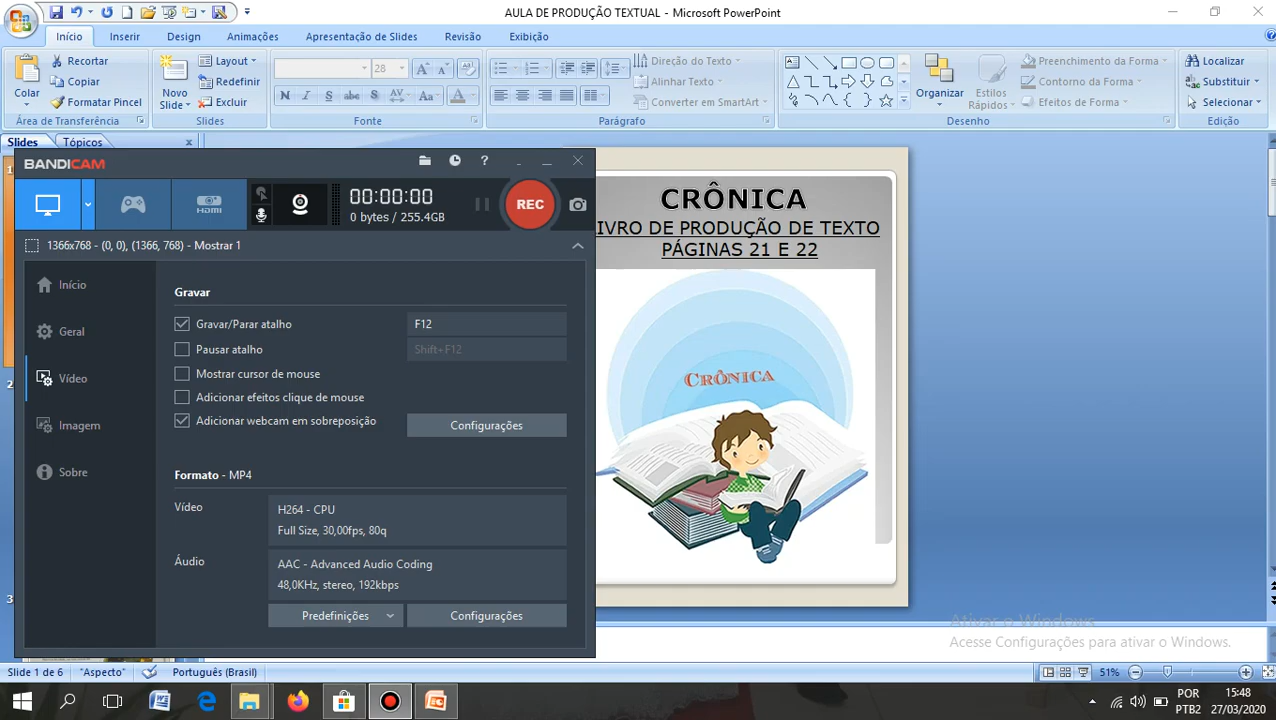 AULA DE PRODUÇÃO TEXTUAL - Microsoft PowerPoint
Início Inserir Design Animações Apresentação de Slides Revisão Exibição
Colar Recortar Copiar Formatar Pincel
Novo Slide Layout Redefinir Excluir
28
N I S abc AV Aa A
Direção do Texto
Alinhar Texto
Converter em SmartArt
Organizar Estilos Rápidos
Preenchimento da Forma
Contorno da Forma
Efeitos de Forma
Localizar
Substituir
Selecionar
Área de Transferência Slides Fonte Parágrafo Desenho Edição
Slides Tópicos
1
2
3
BANDICAM
?
HDMI
00:00:00
0 bytes / 255.4GB
REC
1366x768 - (0, 0), (1366, 768) - Mostrar 1
Início
Geral
Vídeo
Imagem
Sobre
Gravar
Gravar/Parar atalho F12
Pausar atalho Shift+F12
Mostrar cursor de mouse
Adicionar efeitos clique de mouse
Adicionar webcam em sobreposição Configurações
Formato - MP4
Vídeo H264 - CPU
Full Size, 30,00fps, 80q
Áudio AAC - Advanced Audio Coding
48,0KHz, stereo, 192kbps
Predefinições Configurações
CRÔNICA
IVRO DE PRODUÇÃO DE TEXTO
PÁGINAS 21 E 22
CRÔNICA
Ativar o Windows
Acesse Configurações para ativar o Windows.
Slide 1 de 6 "Aspecto" Português (Brasil) 51%
POR 15:48
PTB2 27/03/2020